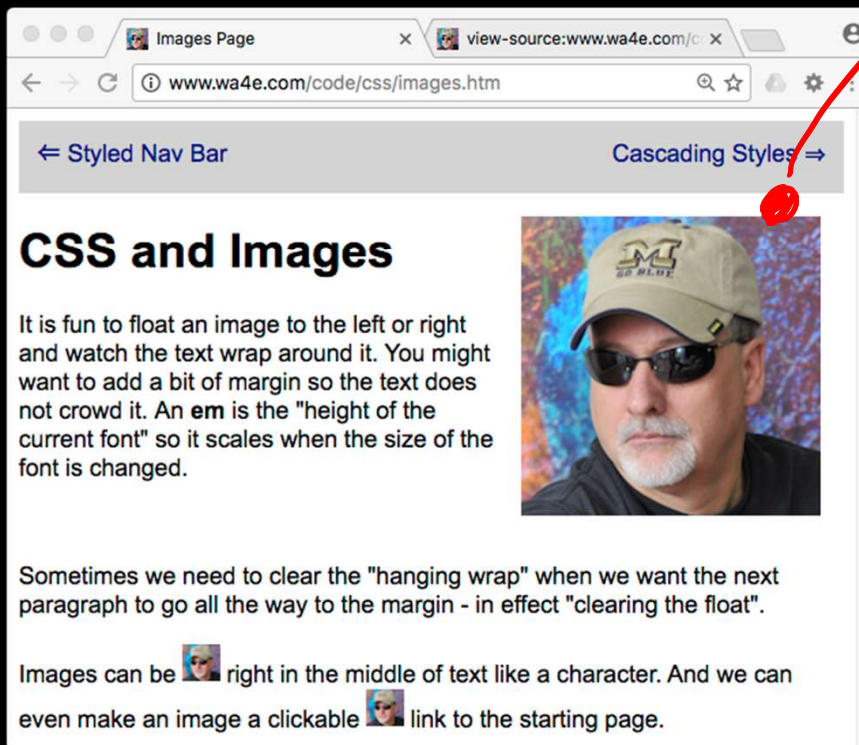 Images Page
view-source:www.wa4e.com/c
www.wa4e.com/code/css/images.htm
⇐ Styled Nav Bar
Cascading Styles ⇒
CSS and Images
M
GO BLUE
It is fun to float an image to the left or right
and watch the text wrap around it. You might
want to add a bit of margin so the text does
not crowd it. An em is the "height of the
current font" so it scales when the size of the
font is changed.
Sometimes we need to clear the "hanging wrap" when we want the next
paragraph to go all the way to the margin - in effect "clearing the float".
Images can be right in the middle of text like a character. And we can
even make an image a clickable link to the starting page.